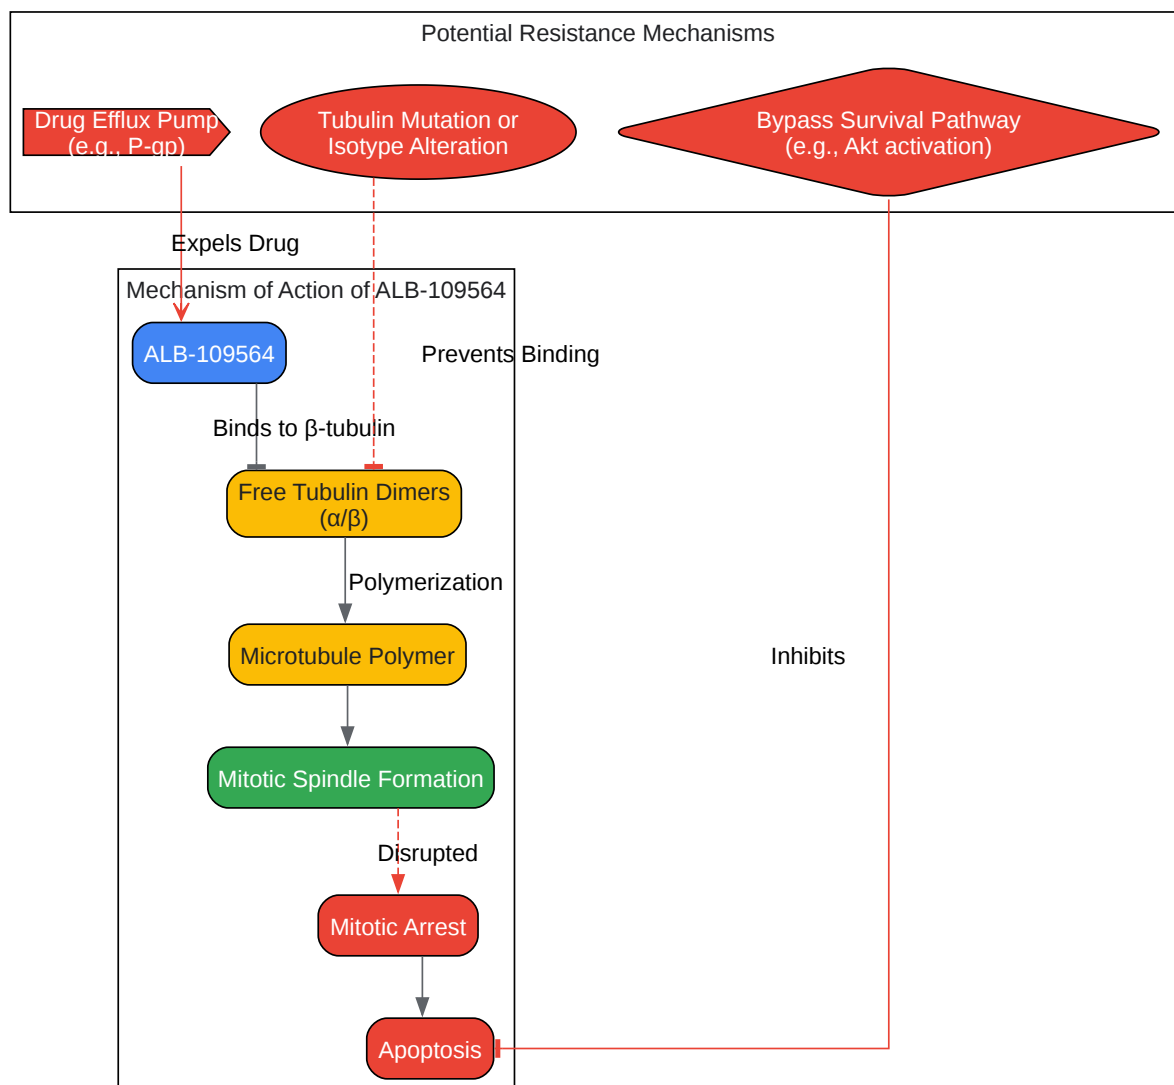 Potential Resistance Mechanisms
Drug Efflux Pump
(e.g., P-gp)
Tubulin Mutation or
Isotype Alteration
Bypass Survival Pathway
(e.g., Akt activation)
Expels Drug
Mechanism of Action of ALB-109564
ALB-109564
Prevents Binding
Binds to β-tubulin
Free Tubulin Dimers
(α/β)
Polymerization
Microtubule Polymer
Inhibits
Mitotic Spindle Formation
Disrupted
Mitotic Arrest
Apoptosis